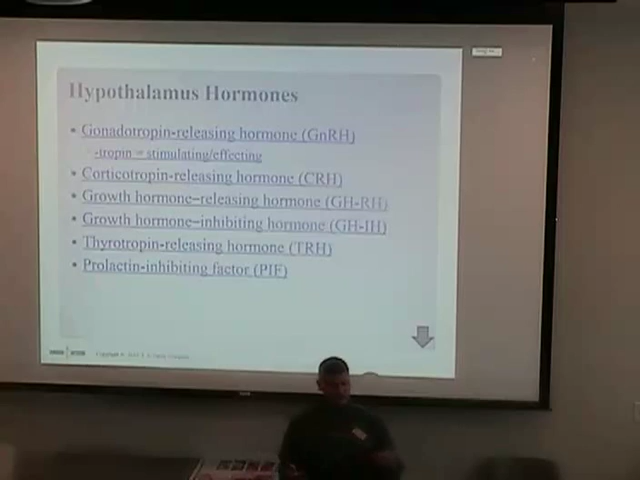 Hypothalamus Hormones
• Gonadotropin-releasing hormone (GnRH)
-tropin = stimulating/effecting
• Corticotropin-releasing hormone (CRH)
• Growth hormone–releasing hormone (GH-RH)
• Growth hormone–inhibiting hormone (GH-IH)
• Thyrotropin-releasing hormone (TRH)
• Prolactin-inhibiting factor (PIF)
Copyright ©